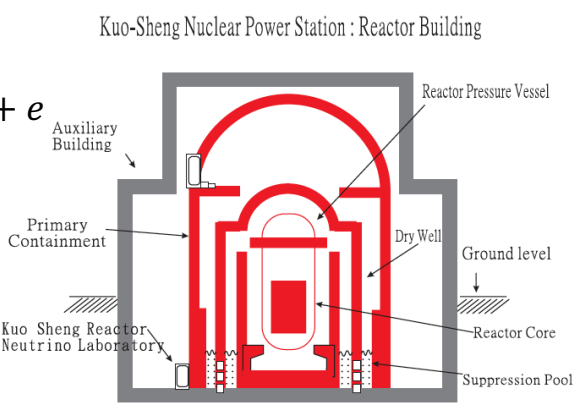 Kuo-Sheng Nuclear Power Station : Reactor Building
+ e
Reactor Pressure Vessel
Auxiliary
Building
Primary
Containment
Dry Well
Ground level
Kuo Sheng Reactor
Neutrino Laboratory
Reactor Core
Suppression Pool